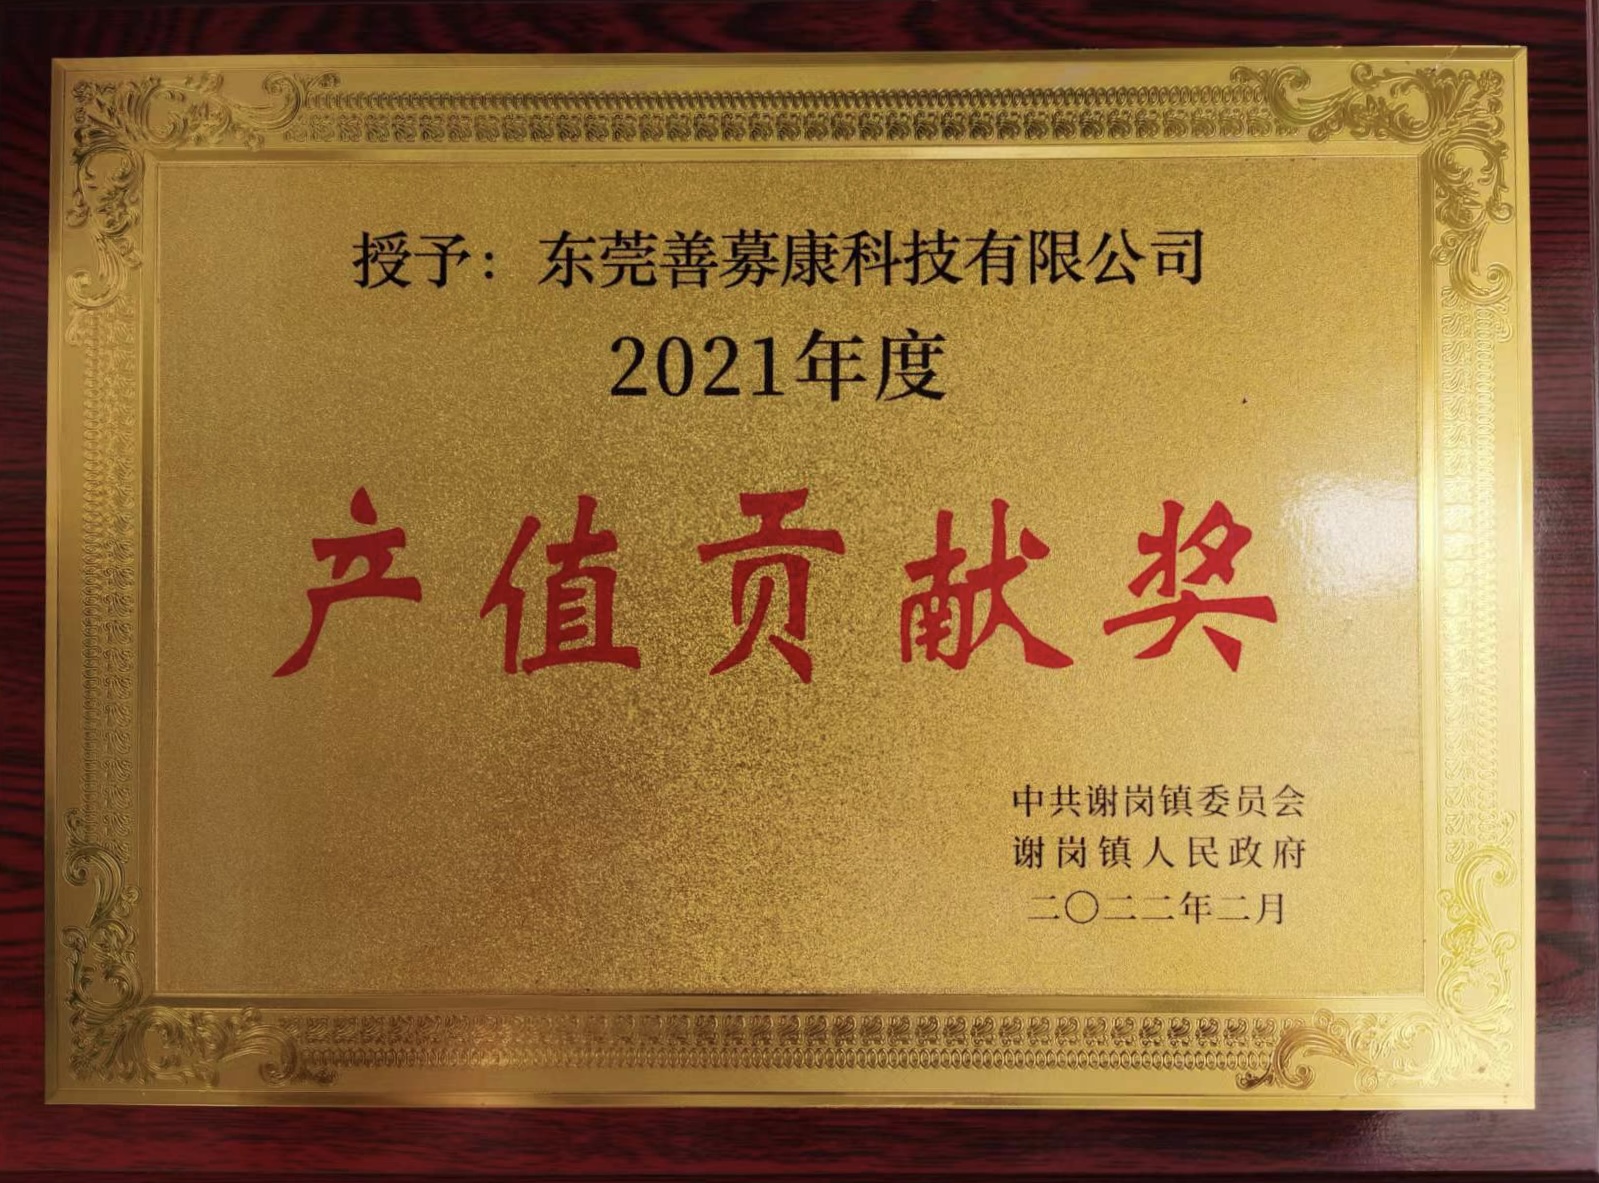 授予：东莞善募康科技有限公司
2021年度
产值贡献奖
中共谢岗镇委员会
谢岗镇人民政府
二〇二二年二月